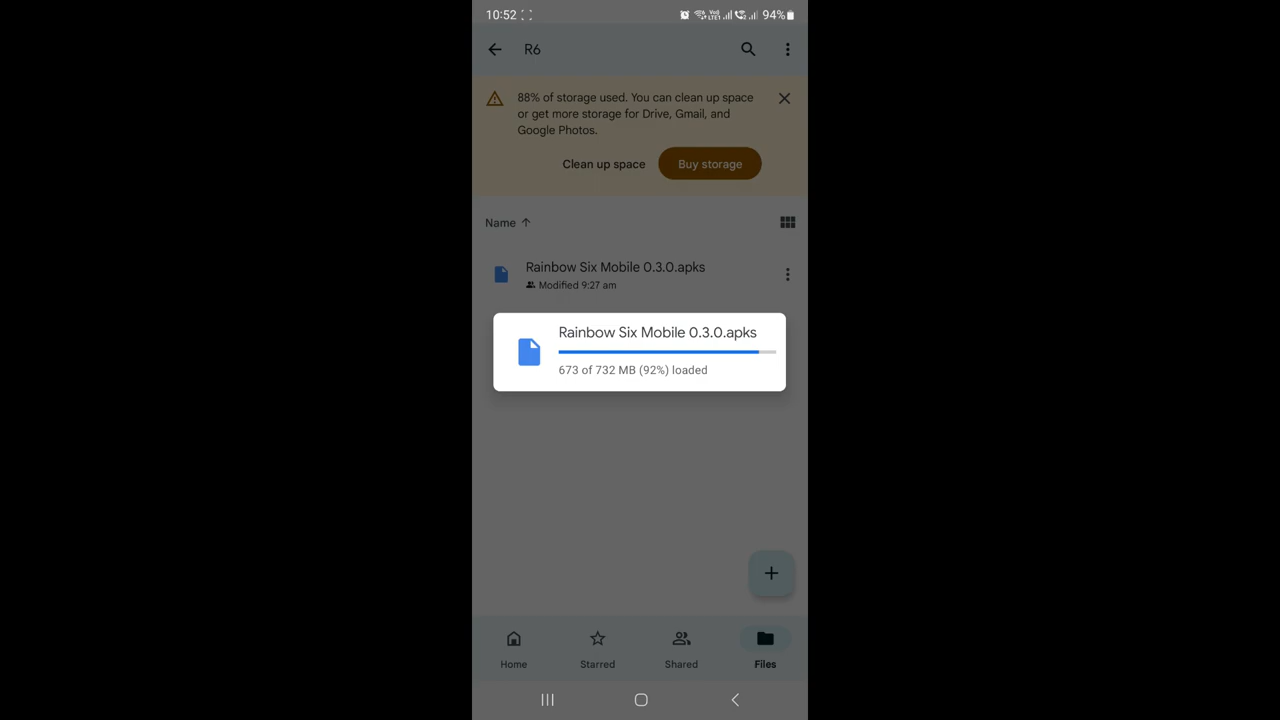 10:52
94%
R6
88% of storage used. You can clean up space
or get more storage for Drive, Gmail, and
Google Photos.
Clean up space
Buy storage
Name
Rainbow Six Mobile 0.3.0.apks
Modified 9:27 am
Rainbow Six Mobile 0.3.0.apks
673 of 732 MB (92%) loaded
Home
Starred
Shared
Files